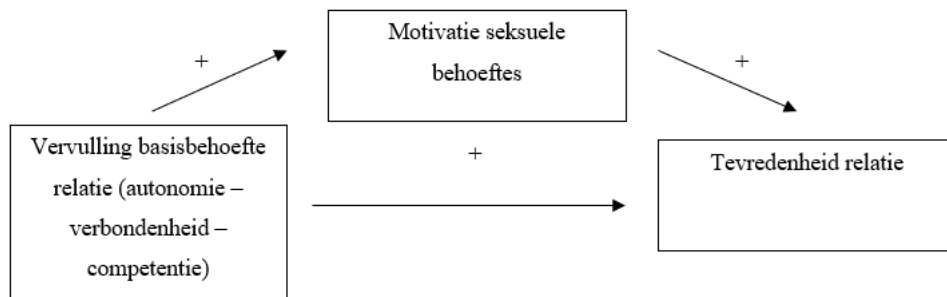 Motivatie seksuele
behoeftes
+
+
Vervulling basisbehoefte
relatie (autonomie –
verbondenheid –
competentie)
+
Tevredenheid relatie